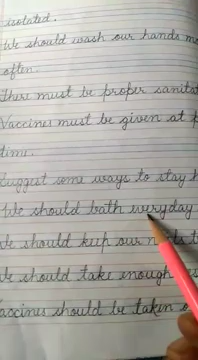 isolated.
We should wash our hands
often.
There must be proper
Vaccines must be given at
time.
Suggest some ways to stay
We should bath everyday
We should keep our
We should take enough
Vaccines should be taken